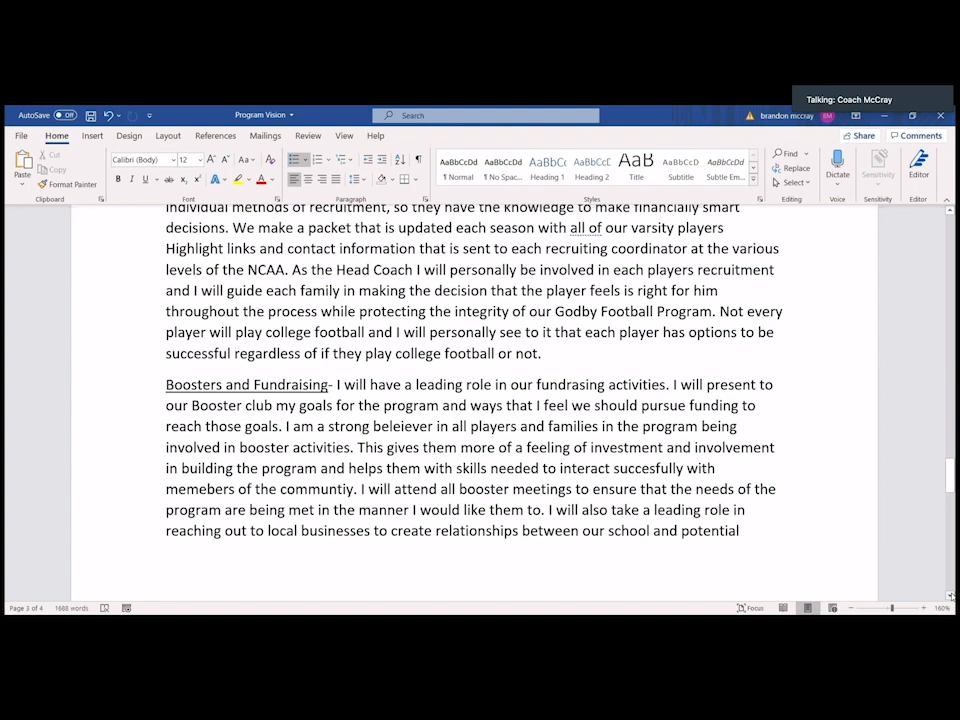 Talking: Coach McCray
AutoSave Off Program Vision Search brandon mccray BM
File Home Insert Design Layout References Mailings Review View Help Share Comments
Paste Cut Copy Format Painter
Calibri (Body) 12
AaBbCcDd AaBbCcDd AaBbCc AaBbCcC AaB AaBbCcD AaBbCcDd
1 Normal 1 No Spac... Heading 1 Heading 2 Title Subtitle Subtle Em...
Find Replace Select Dictate Sensitivity Editor
Clipboard Font Paragraph Styles Editing Voice Sensitivity Editor
individual methods of recruitment, so they have the knowledge to make financially smart
decisions. We make a packet that is updated each season with all of our varsity players
Highlight links and contact information that is sent to each recruiting coordinator at the various
levels of the NCAA. As the Head Coach I will personally be involved in each players recruitment
and I will guide each family in making the decision that the player feels is right for him
throughout the process while protecting the integrity of our Godby Football Program. Not every
player will play college football and I will personally see to it that each player has options to be
successful regardless of if they play college football or not.
Boosters and Fundraising- I will have a leading role in our fundrasing activities. I will present to
our Booster club my goals for the program and ways that I feel we should pursue funding to
reach those goals. I am a strong beleiever in all players and families in the program being
involved in booster activities. This gives them more of a feeling of investment and involvement
in building the program and helps them with skills needed to interact succesfully with
memebers of the communtiy. I will attend all booster meetings to ensure that the needs of the
program are being met in the manner I would like them to. I will also take a leading role in
reaching out to local businesses to create relationships between our school and potential
Page 3 of 4 1688 words Focus 160%